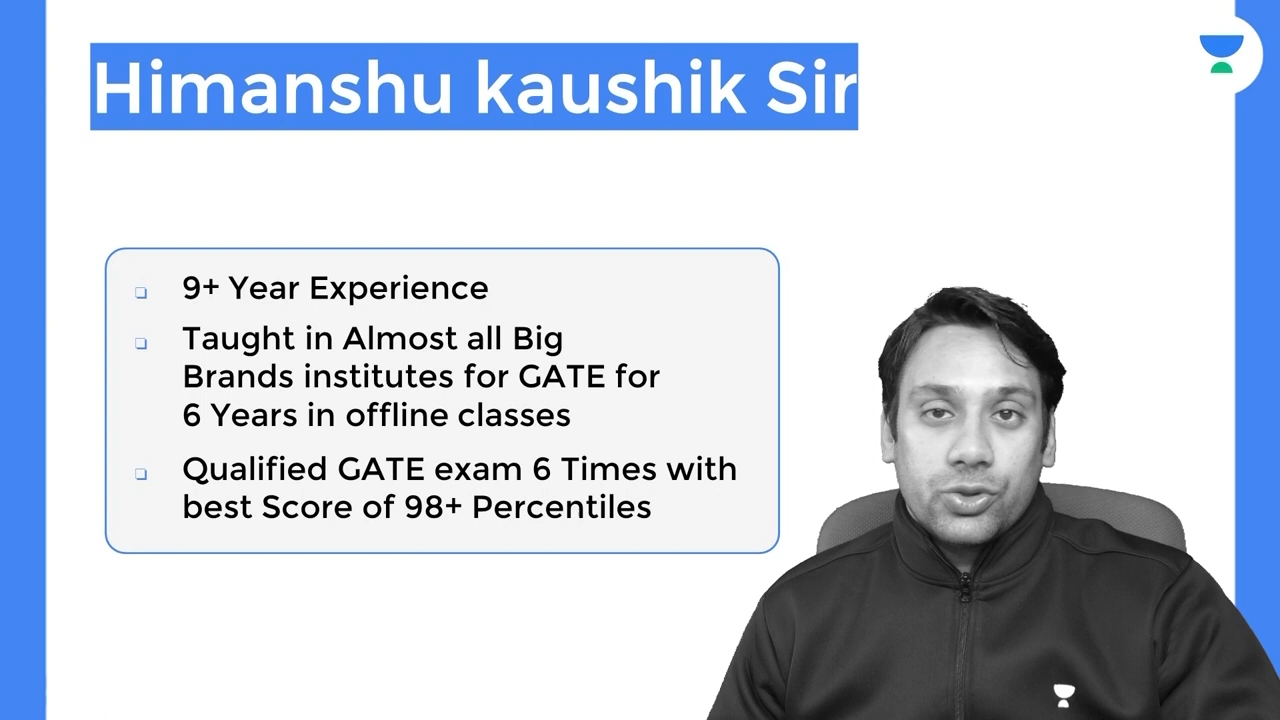 Himanshu kaushik Sir
9+ Year Experience
Taught in Almost all Big
Brands institutes for GATE for
6 Years in offline classes
Qualified GATE exam 6 Times with
best Score of 98+ Percentiles